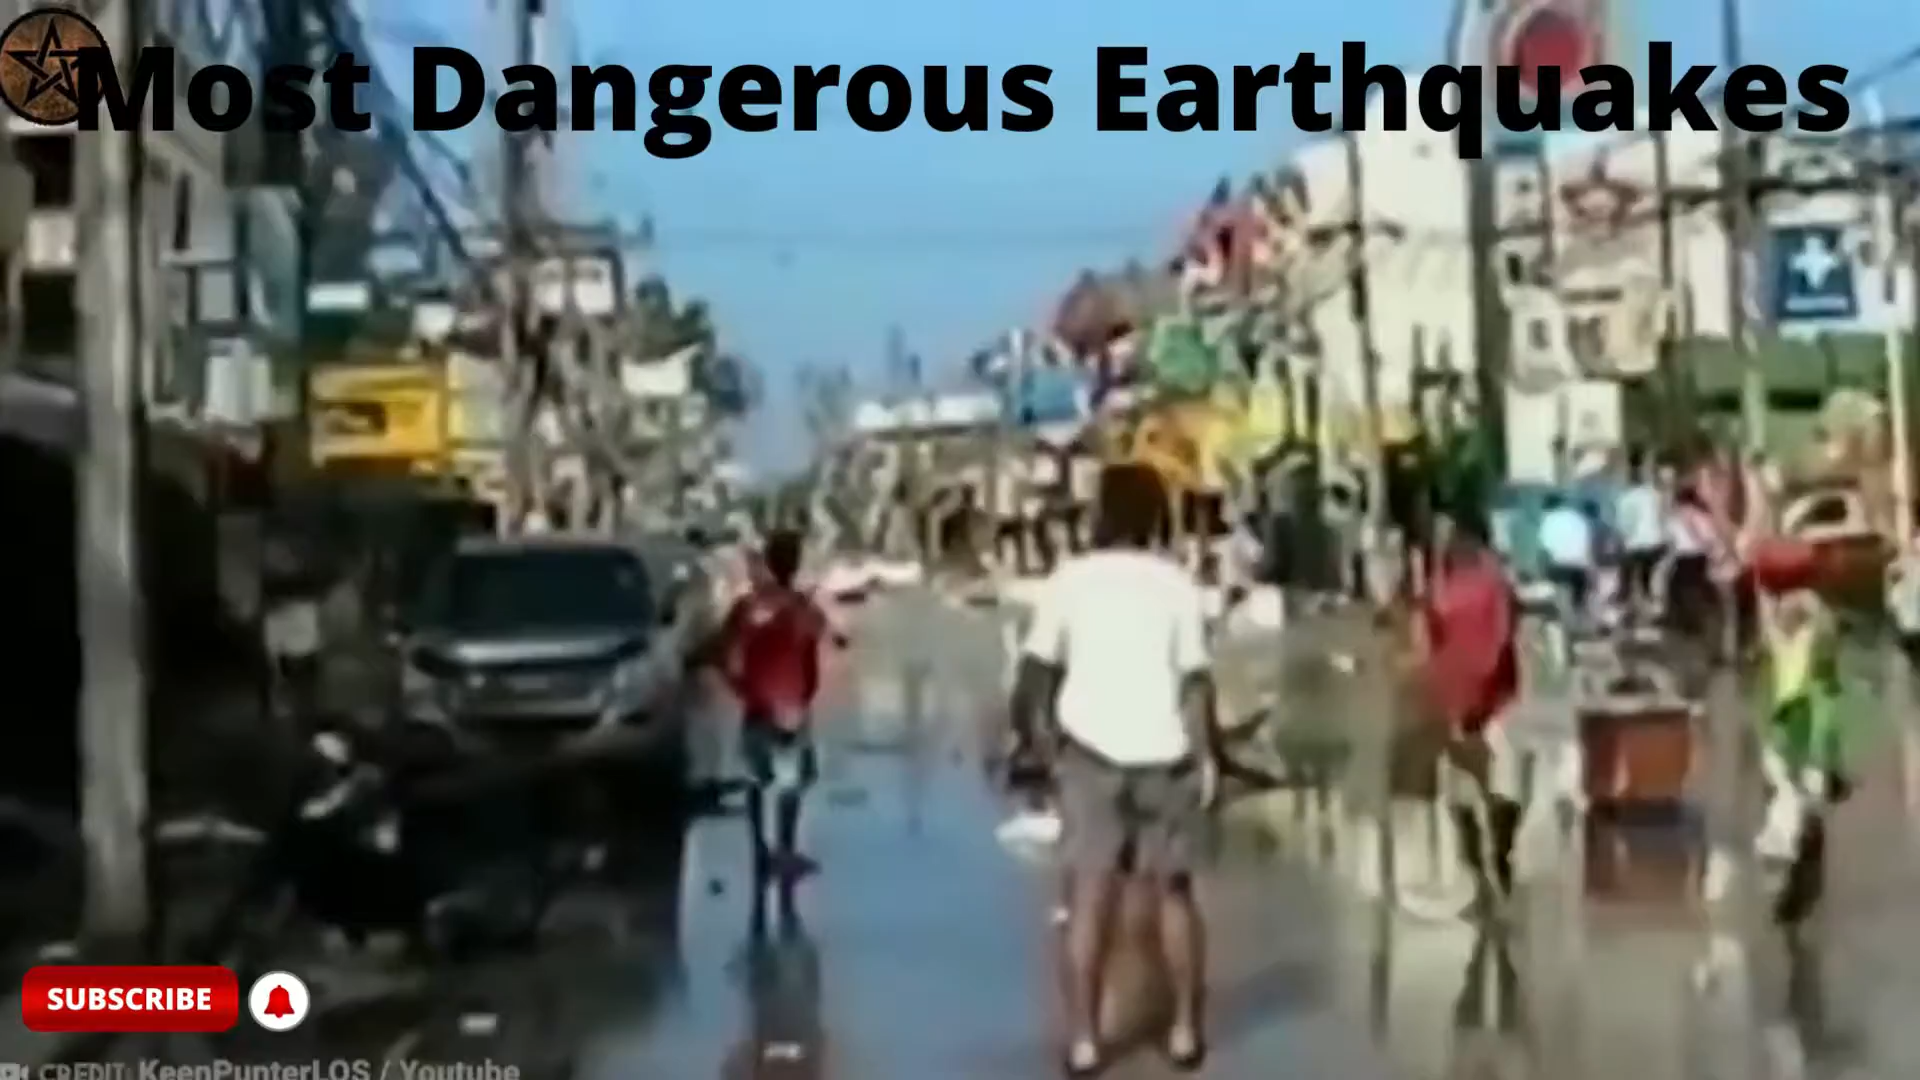 Most Dangerous Earthquakes
SUBSCRIBE
CREDIT: KeenPunterLOS / Youtube